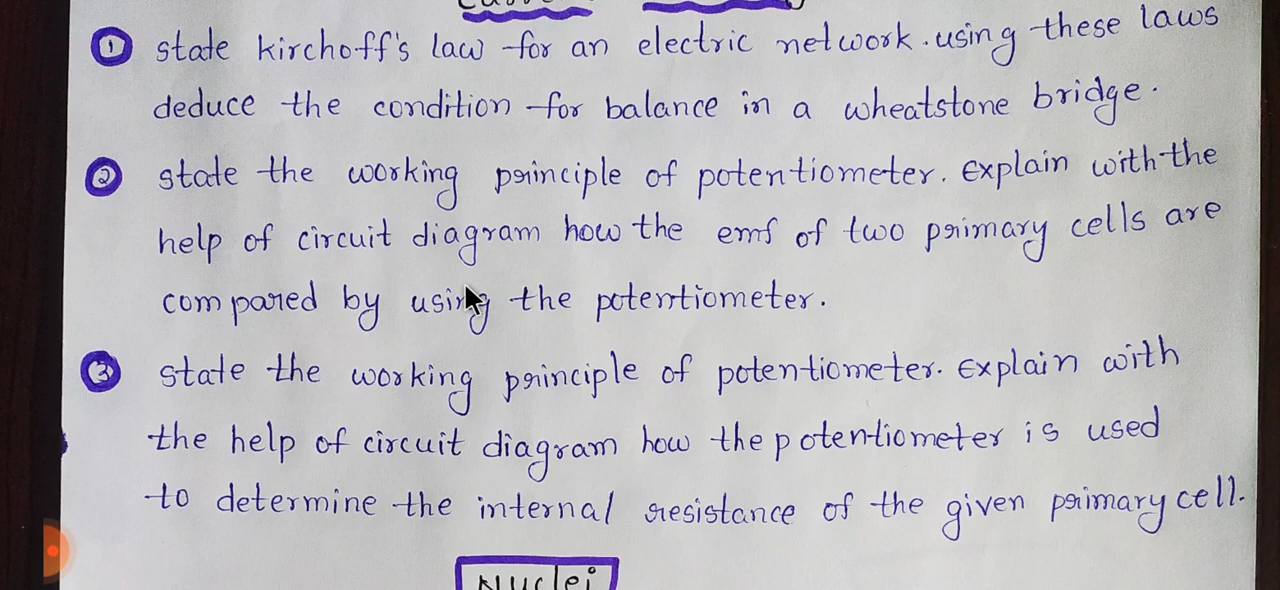 ① state kirchoff's law for an electric network. using these laws
deduce the condition for balance in a wheatstone bridge.
② state the working principle of potentiometer. Explain with the
help of circuit diagram how the emf of two primary cells are
compared by using the potentiometer.
③ state the working principle of potentiometer. Explain with
the help of circuit diagram how the potentiometer is used
to determine the internal resistance of the given primary cell.
Nuclei